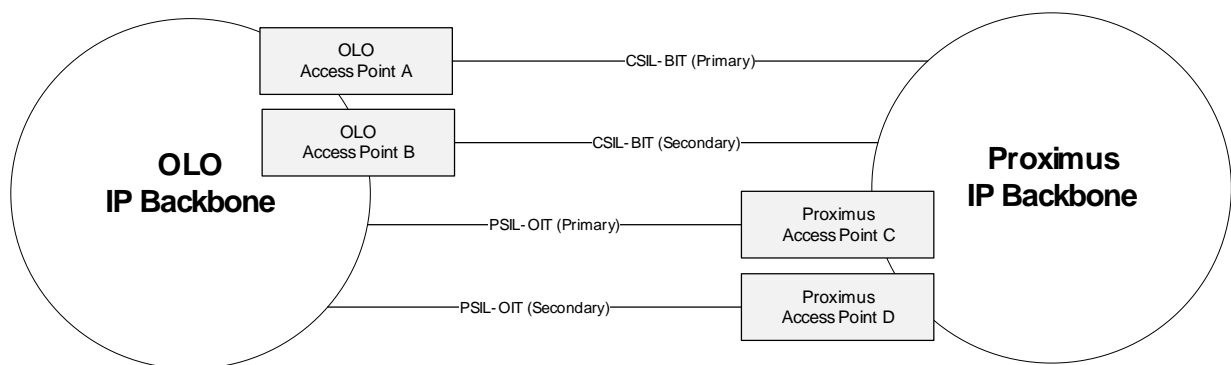 OLO
Access Point A
CSIL-BIT (Primary)
OLO
Access Point B
CSIL-BIT (Secondary)
OLO
IP Backbone
Proximus
IP Backbone
PSIL-OIT (Primary)
Proximus
Access Point C
PSIL-OIT (Secondary)
Proximus
Access Point D